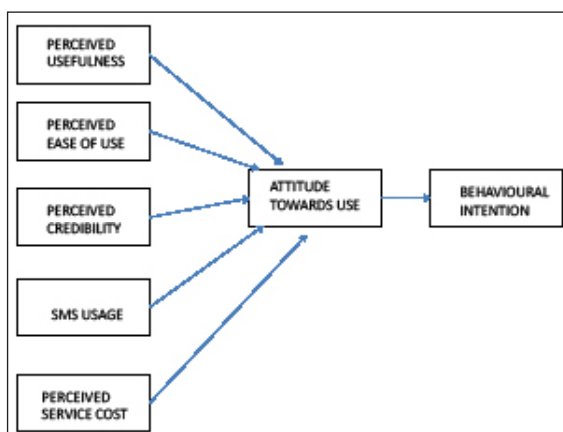 PERCEIVED
USEFULNESS
PERCEIVED
EASE OF USE
PERCEIVED
CREDIBILITY
SMS USAGE
PERCEIVED
SERVICE COST
ATTITUDE
TOWARDS USE
BEHAVIOURAL
INTENTION